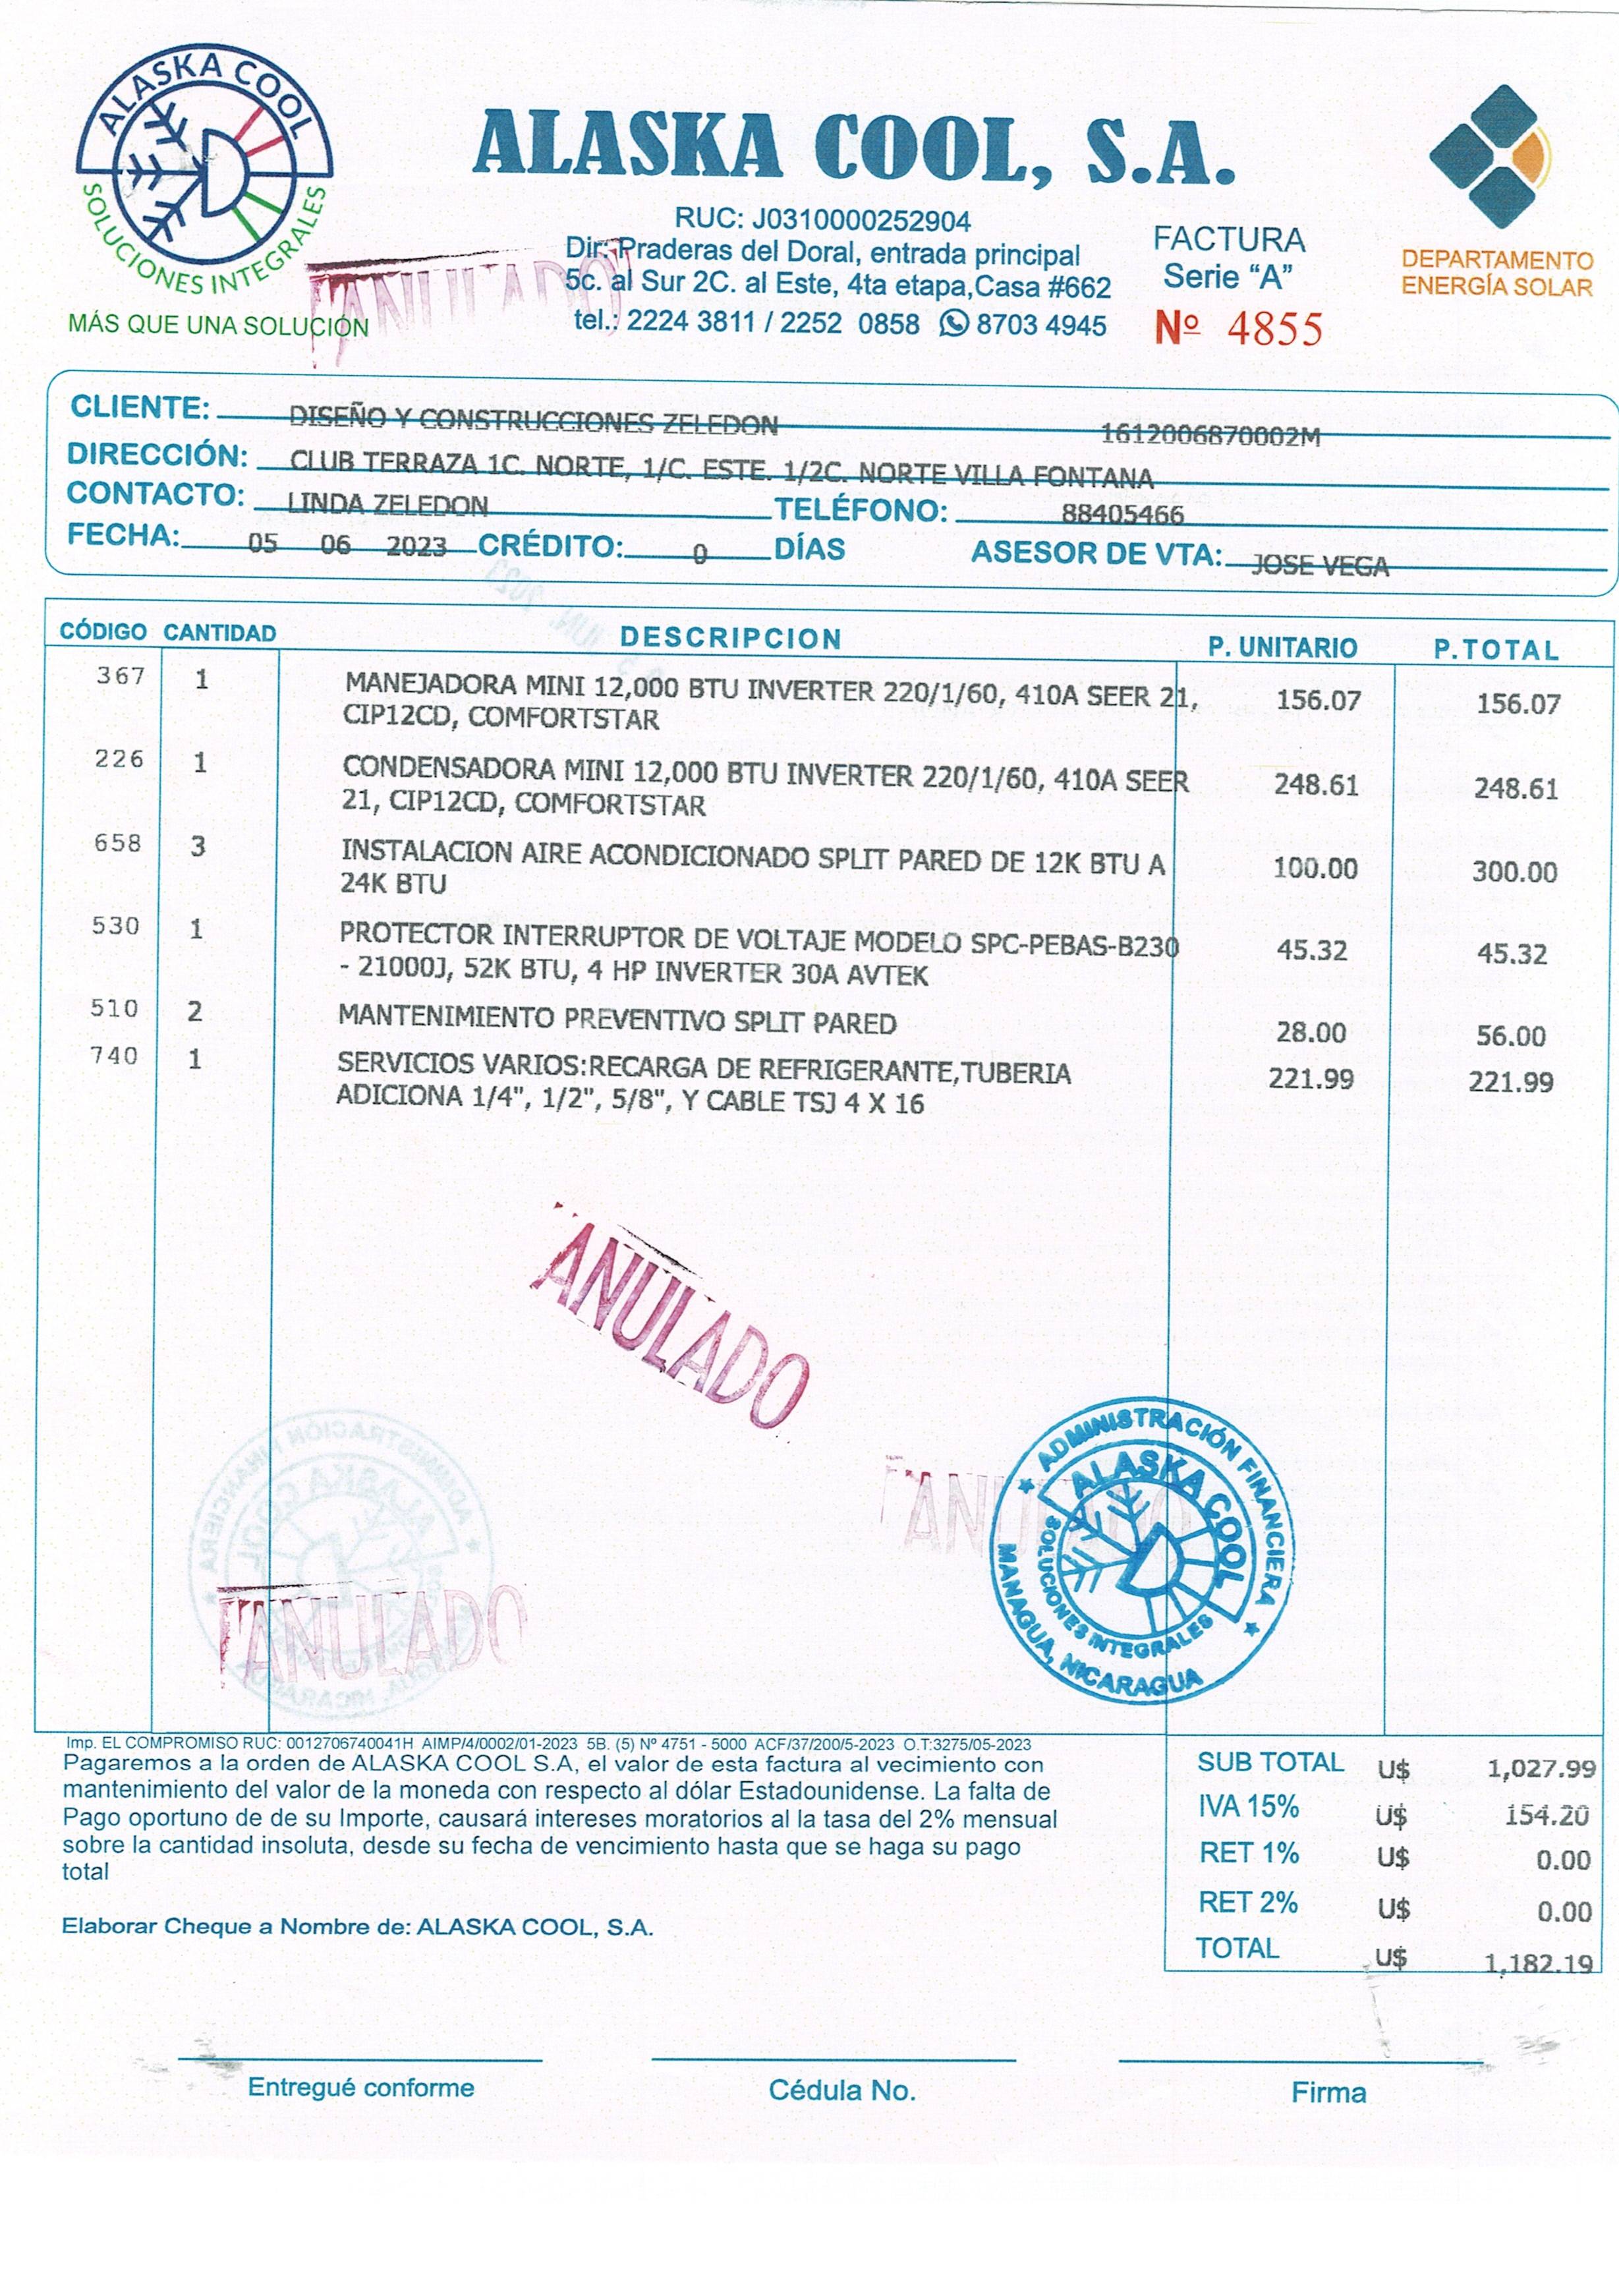 ALASKA COOL
SOLUCIONES INTEGRALES
MÁS QUE UNA SOLUCIÓN
ALASKA COOL, S.A.
RUC: J0310000252904
Dir: Praderas del Doral, entrada principal
5c. al Sur 2C. al Este, 4ta etapa,Casa #662
tel.: 2224 3811 / 2252 0858 8703 4945
FACTURA
Serie “A”
Nº 4855
DEPARTAMENTO
ENERGÍA SOLAR
ANULADO
CLIENTE: DISEÑO Y CONSTRUCCIONES ZELEDON 1612006870002M
DIRECCIÓN: CLUB TERRAZA 1C. NORTE, 1/C. ESTE. 1/2C. NORTE VILLA FONTANA
CONTACTO: LINDA ZELEDON TELÉFONO: 88405466
FECHA: 05 06 2023 CRÉDITO: 0 DÍAS ASESOR DE VTA: JOSE VEGA
CÓDIGO CANTIDAD DESCRIPCION P. UNITARIO P.TOTAL
367 1 MANEJADORA MINI 12,000 BTU INVERTER 220/1/60, 410A SEER 21, 156.07 156.07
CIP12CD, COMFORTSTAR
226 1 CONDENSADORA MINI 12,000 BTU INVERTER 220/1/60, 410A SEER 248.61 248.61
21, CIP12CD, COMFORTSTAR
658 3 INSTALACION AIRE ACONDICIONADO SPLIT PARED DE 12K BTU A 100.00 300.00
24K BTU
530 1 PROTECTOR INTERRUPTOR DE VOLTAJE MODELO SPC-PEBAS-B230 45.32 45.32
- 21000J, 52K BTU, 4 HP INVERTER 30A AVTEK
510 2 MANTENIMIENTO PREVENTIVO SPLIT PARED 28.00 56.00
740 1 SERVICIOS VARIOS:RECARGA DE REFRIGERANTE,TUBERIA 221.99 221.99
ADICIONA 1/4", 1/2", 5/8", Y CABLE TSJ 4 X 16
ANULADO
ANULADO
ANULADO
ADMINISTRACIÓN FINANCIERA
ALASKA COOL
SOLUCIONES INTEGRALES
MANAGUA, NICARAGUA
Imp. EL COMPROMISO RUC: 0012706740041H AIMP/4/0002/01-2023 5B. (5) Nº 4751 - 5000 ACF/37/200/5-2023 O.T:3275/05-2023
Pagaremos a la orden de ALASKA COOL S.A, el valor de esta factura al vecimiento con
mantenimiento del valor de la moneda con respecto al dólar Estadounidense. La falta de
Pago oportuno de de su Importe, causará intereses moratorios al la tasa del 2% mensual
sobre la cantidad insoluta, desde su fecha de vencimiento hasta que se haga su pago
total
Elaborar Cheque a Nombre de: ALASKA COOL, S.A.
SUB TOTAL U$ 1,027.99
IVA 15% U$ 154.20
RET 1% U$ 0.00
RET 2% U$ 0.00
TOTAL U$ 1,182.19
Entregué conforme
Cédula No.
Firma